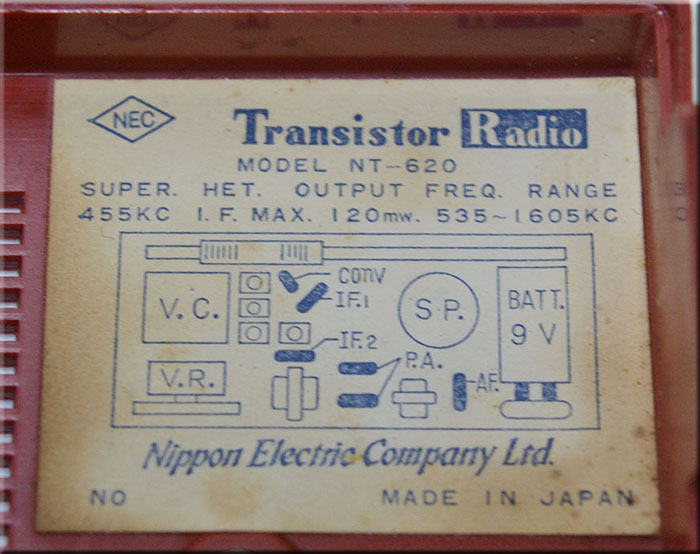 NEC
Transistor Radio
MODEL NT-620
SUPER. HET. OUTPUT FREQ. RANGE
455KC I.F. MAX. 120mw. 535~1605KC
CONV
V.C.
IF.1
S.P.
BATT.
9V
IF.2
V.R.
P.A.
AF.
Nippon Electric Company Ltd.
NO MADE IN JAPAN